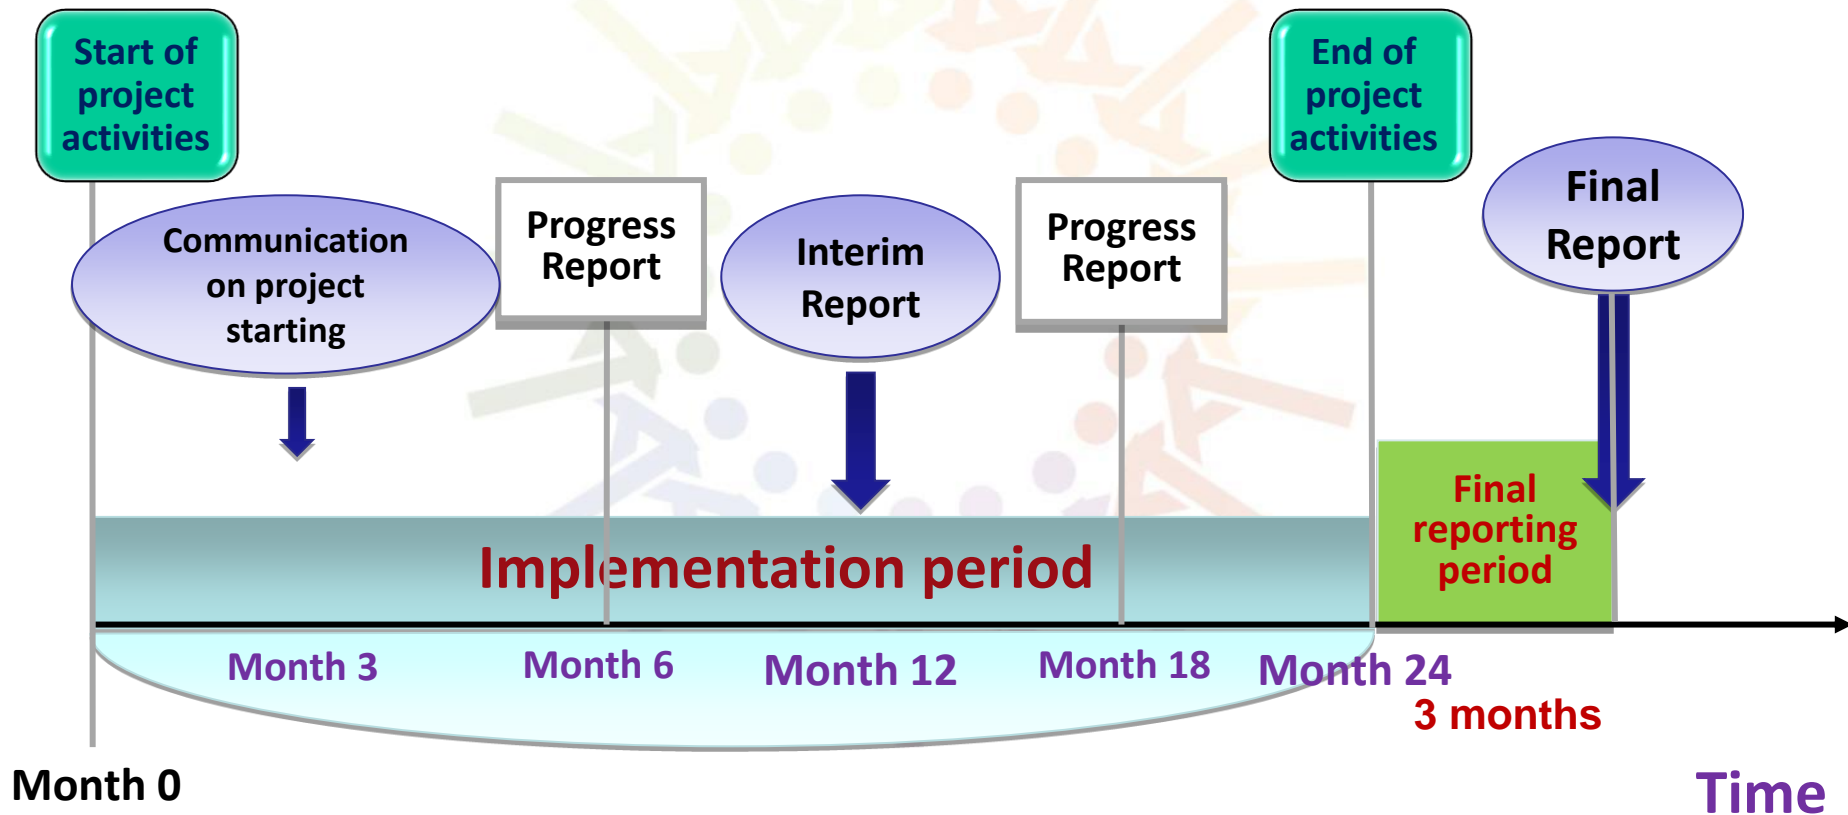 Start of
project
activities
Communication
on project
starting
Progress
Report
Interim
Report
Progress
Report
End of
project
activities
Final
Report
Implementation period
Final
reporting
period
Month 3
Month 6
Month 12
Month 18
Month 24
3 months
Month 0
Time